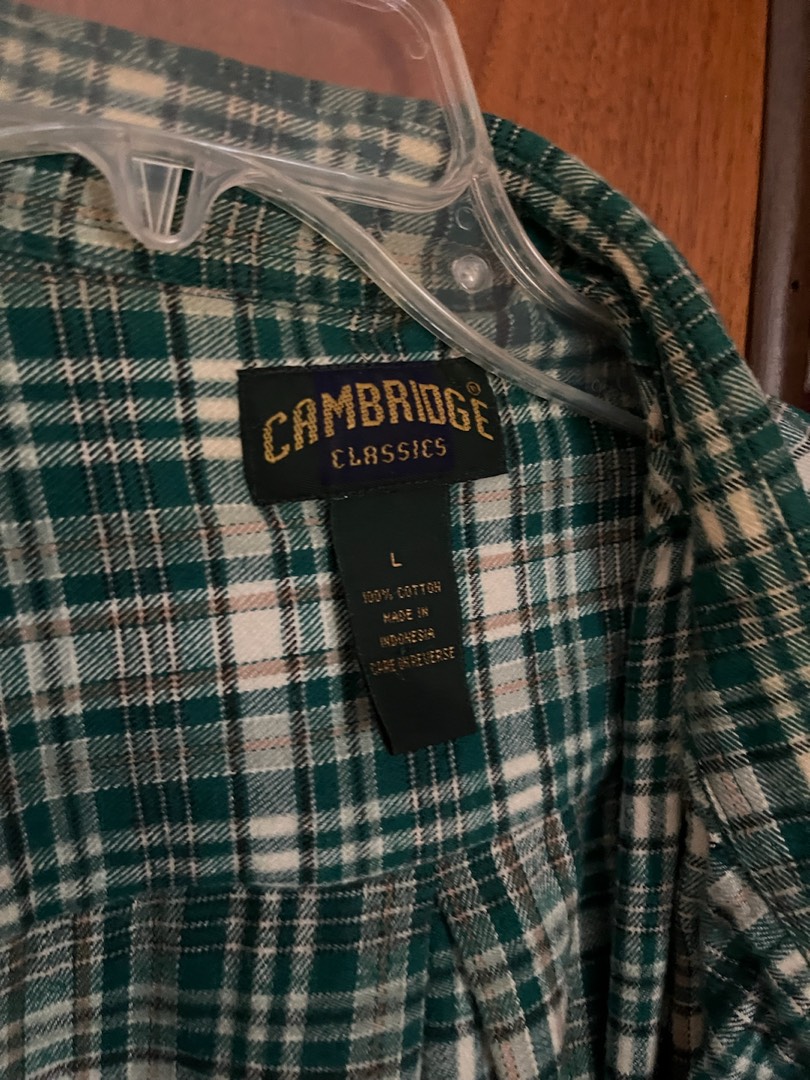 CAMBRIDGE®
CLASSICS
L
100% COTTON
MADE IN
INDONESIA
CARE ON REVERSE